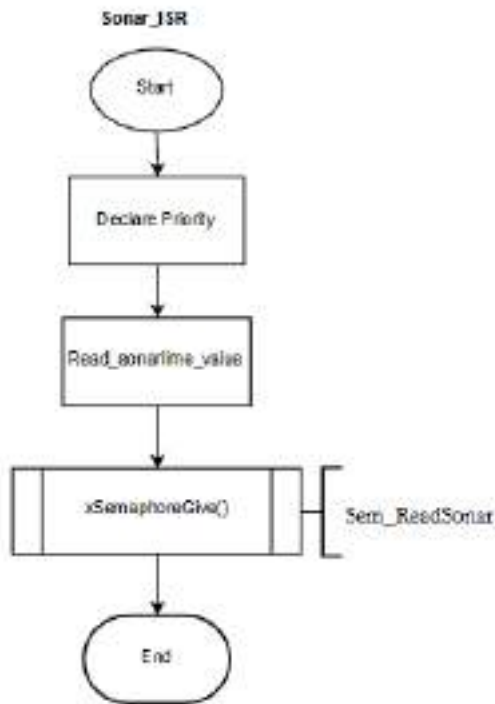 Sonar_ISR
Start
Declare Priority
Read_sonartime_value
xSemaphoreGive()
Sem_ReadSonar
End